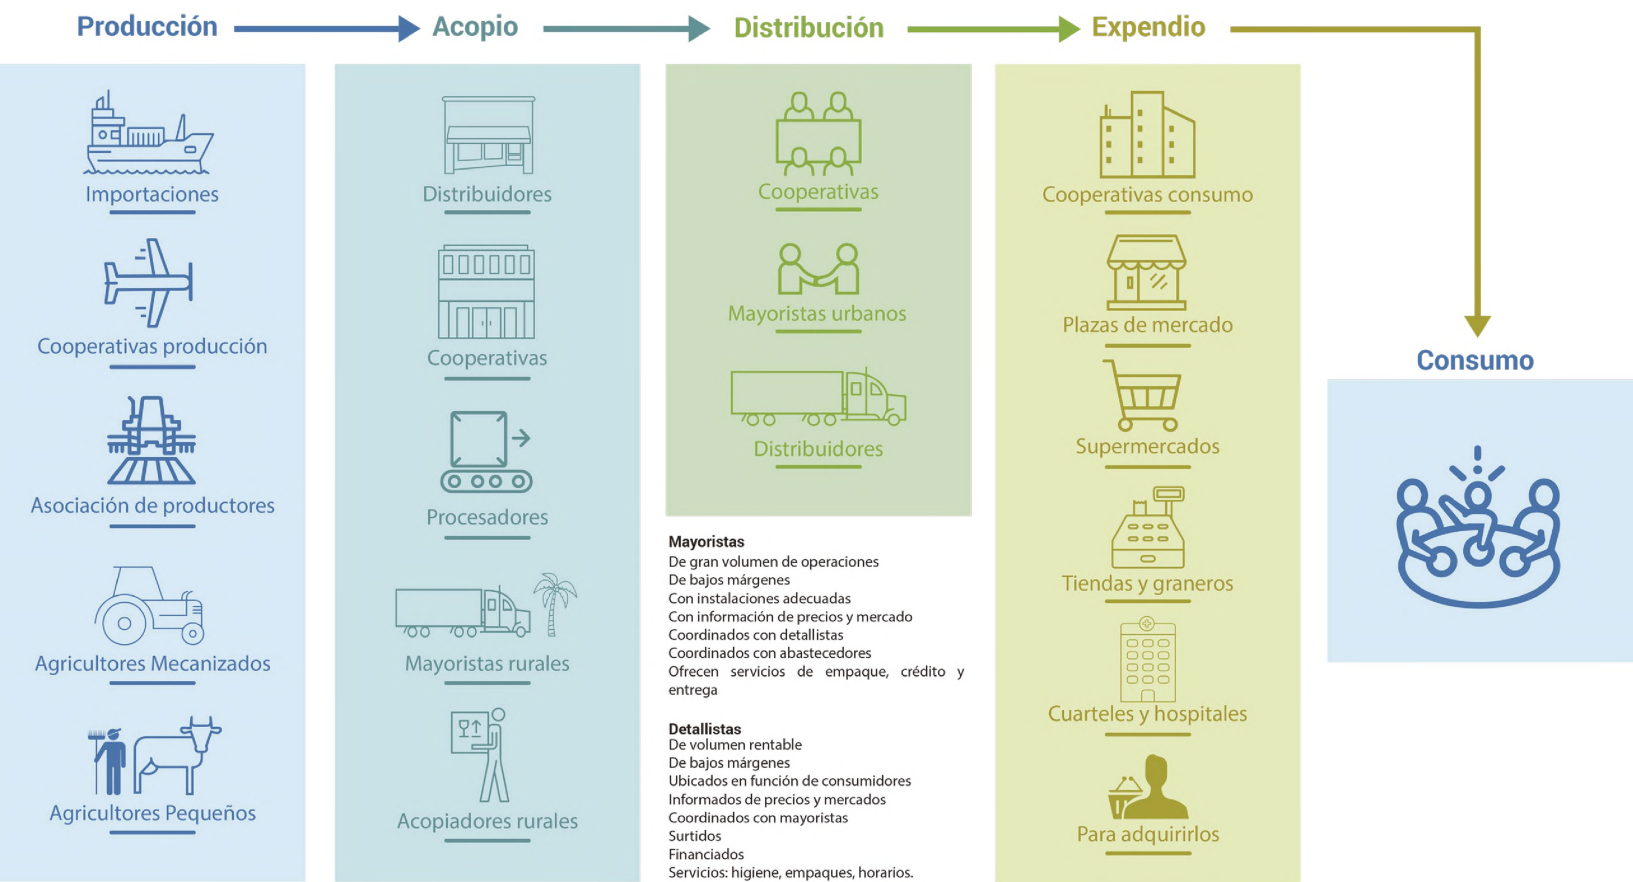 Producción
Acopio
Distribución
Expendio
Importaciones
Cooperativas producción
Asociación de productores
Agricultores Mecanizados
Agricultores Pequeños
Distribuidores
Cooperativas
Procesadores
Mayoristas rurales
Acopiadores rurales
Cooperativas
Mayoristas urbanos
Distribuidores
Mayoristas
De gran volumen de operaciones
De bajos márgenes
Con instalaciones adecuadas
Con información de precios y mercado
Coordinados con detallistas
Coordinados con abastecedores
Ofrecen servicios de empaque, crédito y
entrega
Detallistas
De volumen rentable
De bajos márgenes
Ubicados en función de consumidores
Informados de precios y mercados
Coordinados con mayoristas
Surtidos
Financiados
Servicios: higiene, empaques, horarios.
Cooperativas consumo
Plazas de mercado
Supermercados
Tiendas y graneros
Cuarteles y hospitales
Para adquirirlos
Consumo